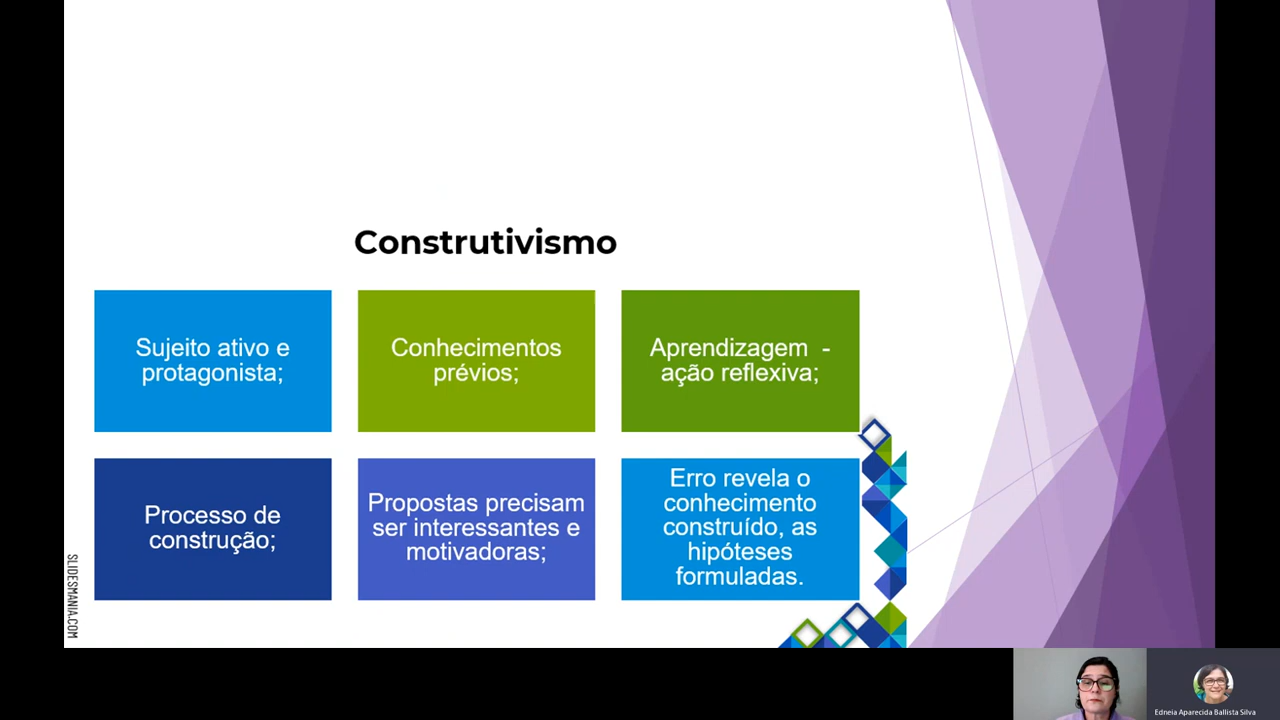 Construtivismo
Sujeito ativo e
protagonista;
Conhecimentos
prévios;
Aprendizagem -
ação reflexiva;
Processo de
construção;
Propostas precisam
ser interessantes e
motivadoras;
Erro revela o
conhecimento
construído, as
hipóteses
formuladas.
SLIDESMANIA.COM
Edneia Aparecida Ballista Silva